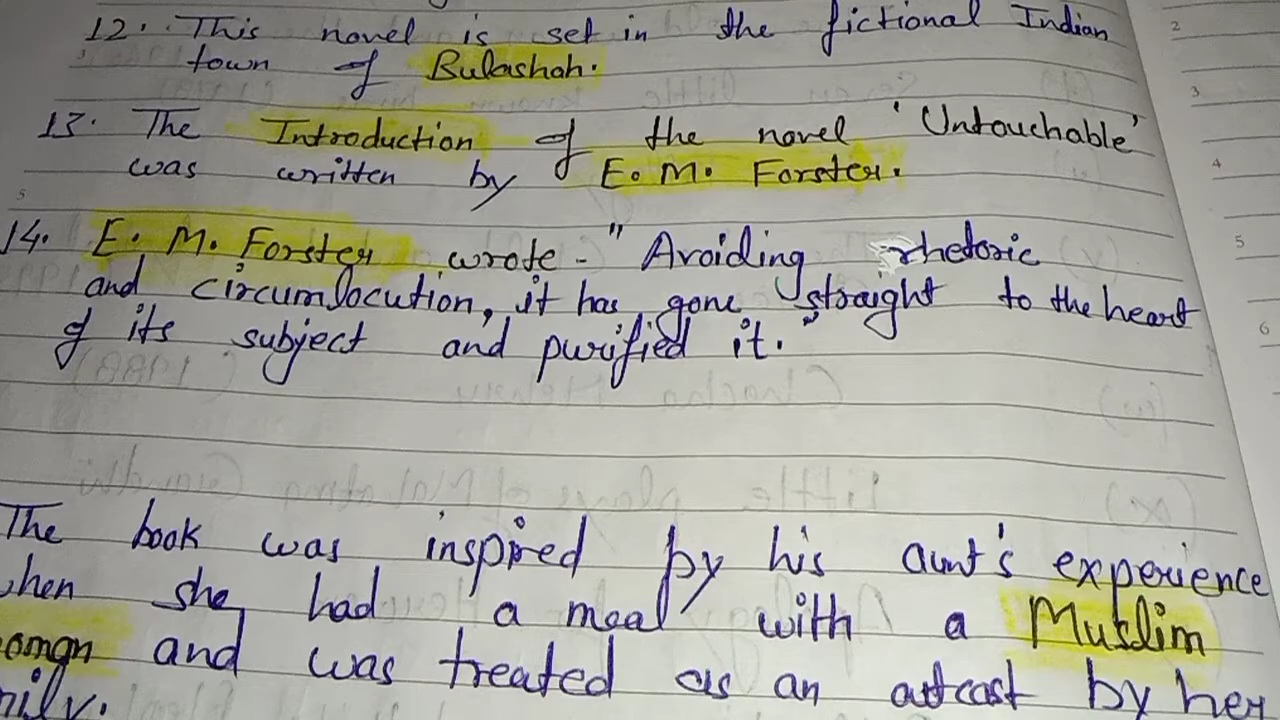 12. This novel is set in the fictional Indian
town of Bulashah.
13. The Introduction of the novel 'Untouchable'
was written by E. M. Forster.
14. E. M. Forster wrote - "Avoiding rhetoric
and circumlocution, it has gone straight to the heart
of its subject and purified it."
The book was inspired by his aunt's experience
when she had a meal with a Muslim
woman and was treated as an outcast by her